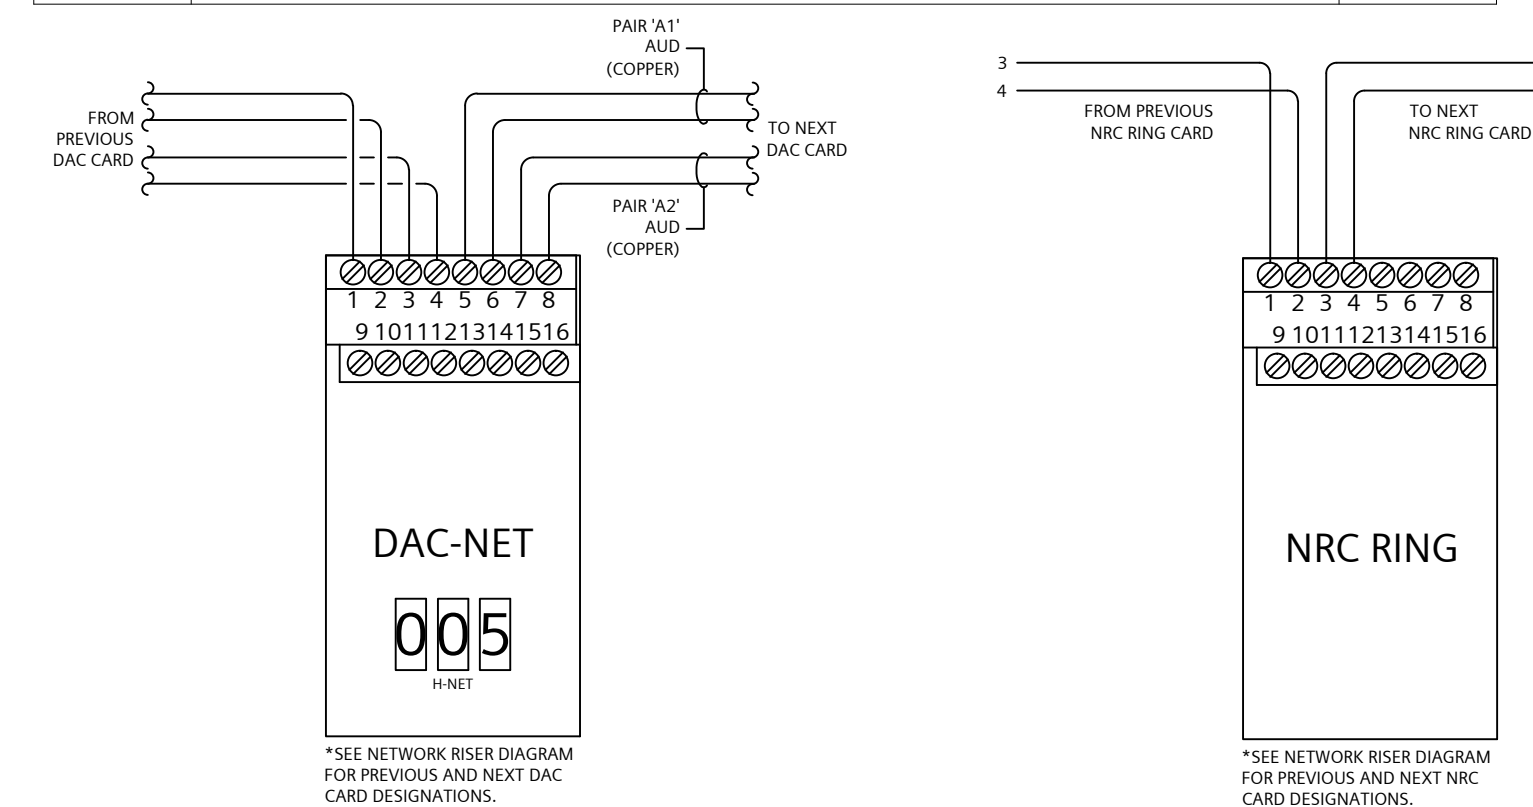 PAIR 'A1'
AUD
(COPPER)
FROM
PREVIOUS
DAC CARD
TO NEXT
DAC CARD
PAIR 'A2'
AUD
(COPPER)
1 2 3 4 5 6 7 8
9 10 11 12 13 14 15 16
DAC-NET
005
H-NET
*SEE NETWORK RISER DIAGRAM
FOR PREVIOUS AND NEXT DAC
CARD DESIGNATIONS.
3
4
FROM PREVIOUS
NRC RING CARD
TO NEXT
NRC RING CARD
1 2 3 4 5 6 7 8
9 10 11 12 13 14 15 16
NRC RING
*SEE NETWORK RISER DIAGRAM
FOR PREVIOUS AND NEXT NRC
CARD DESIGNATIONS.